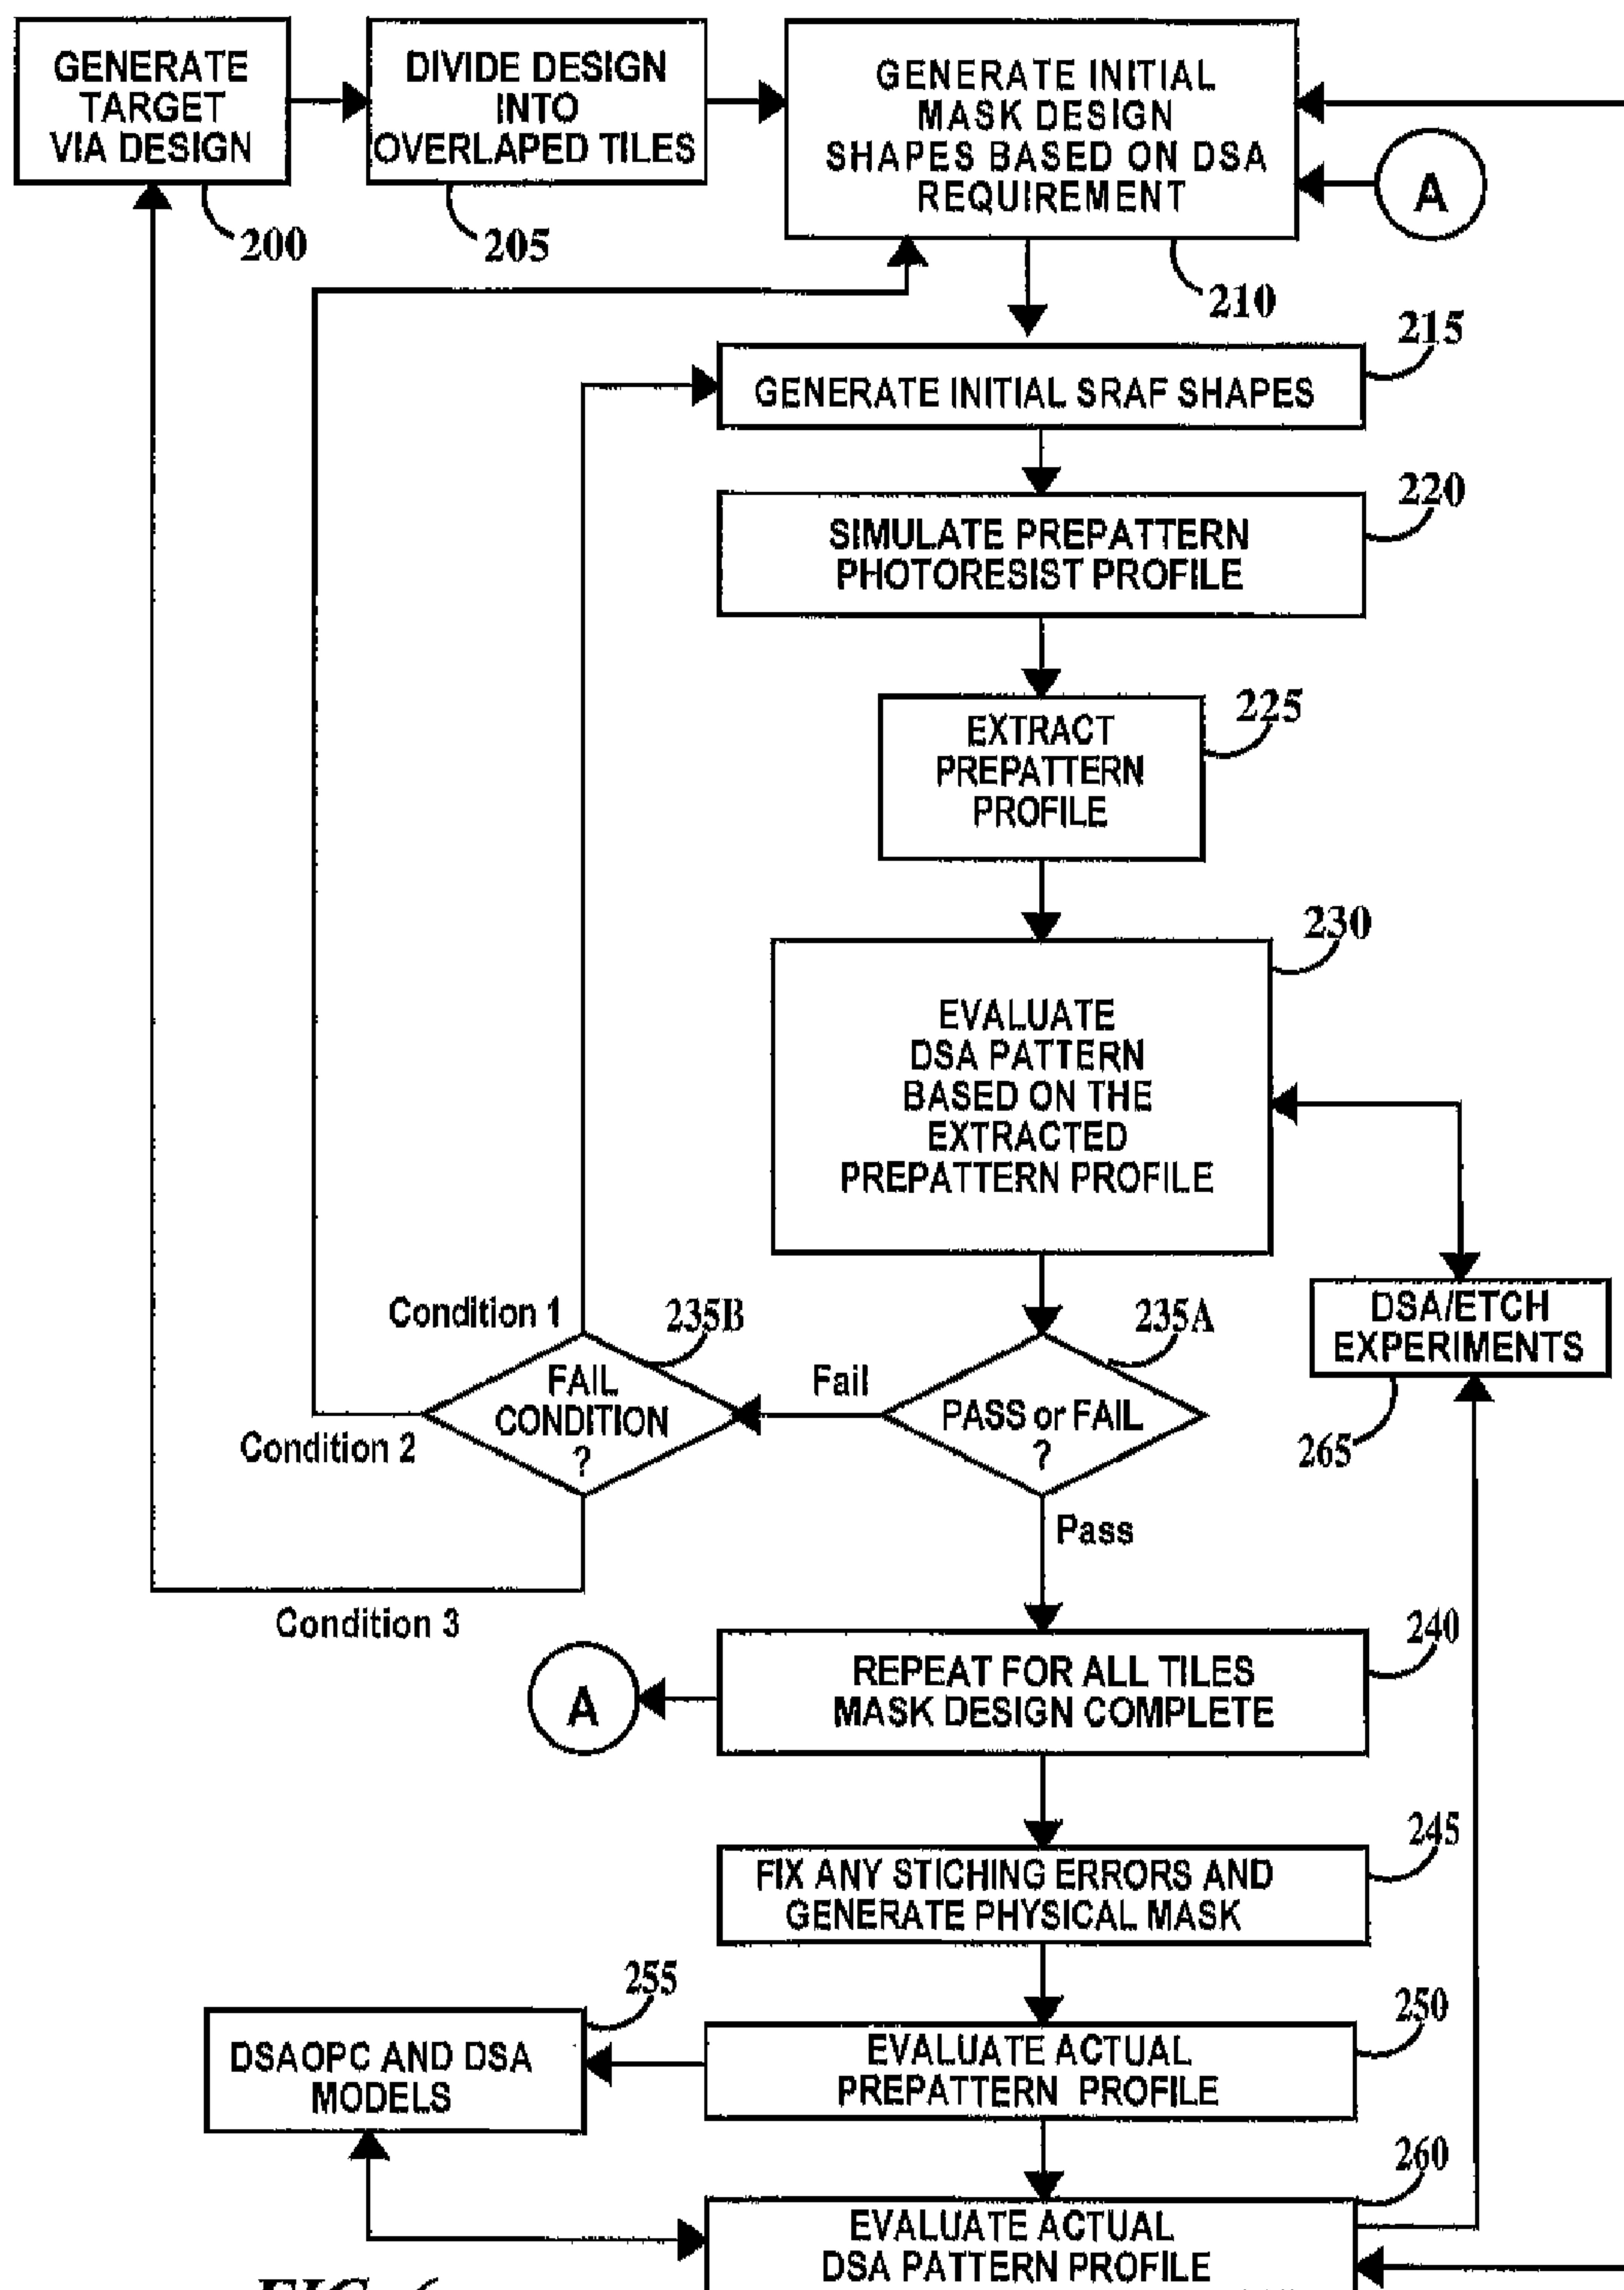 GENERATE
TARGET
VIA DESIGN
200
DIVIDE DESIGN
INTO
OVERLAPED TILES
205
GENERATE INITIAL
MASK DESIGN
SHAPES BASED ON DSA
REQUIREMENT
210
A
GENERATE INITIAL SRAF SHAPES
215
SIMULATE PREPATTERN
PHOTORESIST PROFILE
220
EXTRACT
PREPATTERN
PROFILE
225
EVALUATE
DSA PATTERN
BASED ON THE
EXTRACTED
PREPATTERN PROFILE
230
DSA/ETCH
EXPERIMENTS
265
PASS or FAIL
?
235A
Fail
Pass
FAIL
CONDITION
?
235B
Condition 1
Condition 2
Condition 3
REPEAT FOR ALL TILES
MASK DESIGN COMPLETE
240
A
FIX ANY STICHING ERRORS AND
GENERATE PHYSICAL MASK
245
EVALUATE ACTUAL
PREPATTERN PROFILE
250
DSAOPC AND DSA
MODELS
255
EVALUATE ACTUAL
DSA PATTERN PROFILE
260
FIG. 6